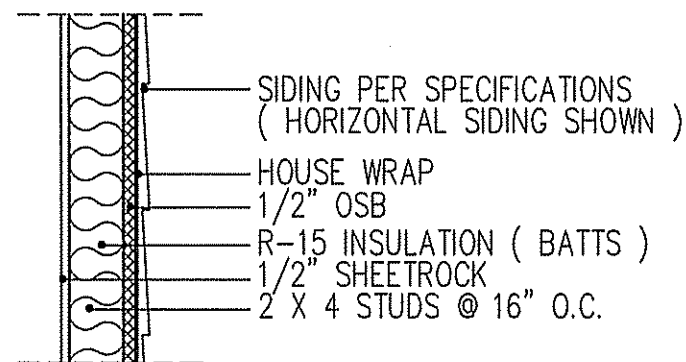 SIDING PER SPECIFICATIONS
( HORIZONTAL SIDING SHOWN )
HOUSE WRAP
1/2" OSB
R-15 INSULATION ( BATTS )
1/2" SHEETROCK
2 X 4 STUDS @ 16" O.C.